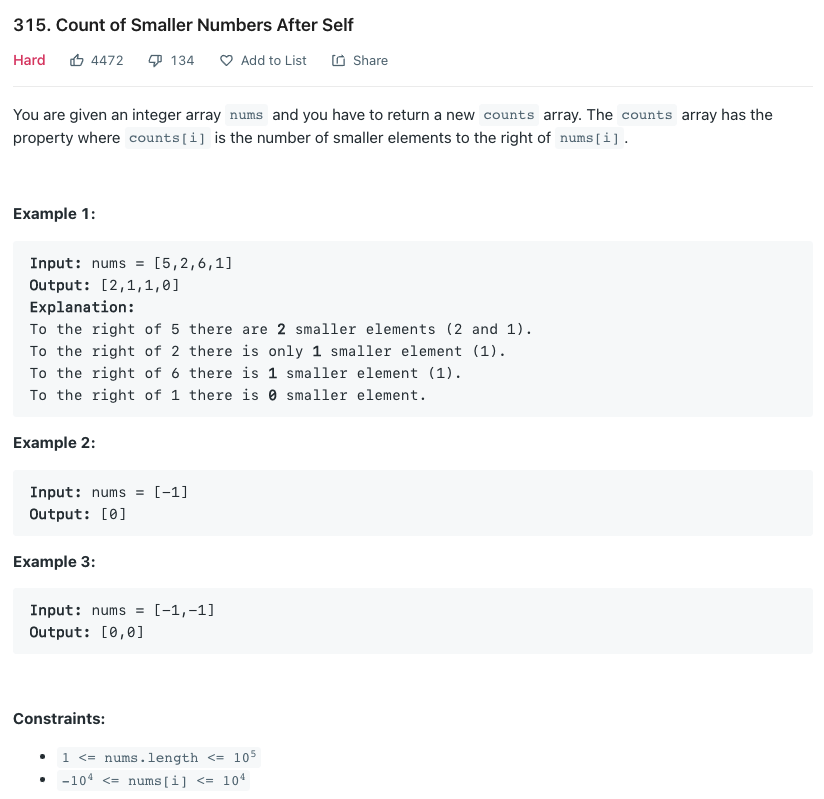 315. Count of Smaller Numbers After Self
Hard 4472 134 Add to List Share
You are given an integer array nums and you have to return a new counts array. The counts array has the
property where counts[i] is the number of smaller elements to the right of nums[i].
Example 1:
Input: nums = [5,2,6,1]
Output: [2,1,1,0]
Explanation:
To the right of 5 there are 2 smaller elements (2 and 1).
To the right of 2 there is only 1 smaller element (1).
To the right of 6 there is 1 smaller element (1).
To the right of 1 there is 0 smaller element.
Example 2:
Input: nums = [-1]
Output: [0]
Example 3:
Input: nums = [-1,-1]
Output: [0,0]
Constraints:
• 1 <= nums.length <= 10⁵
• -10⁴ <= nums[i] <= 10⁴